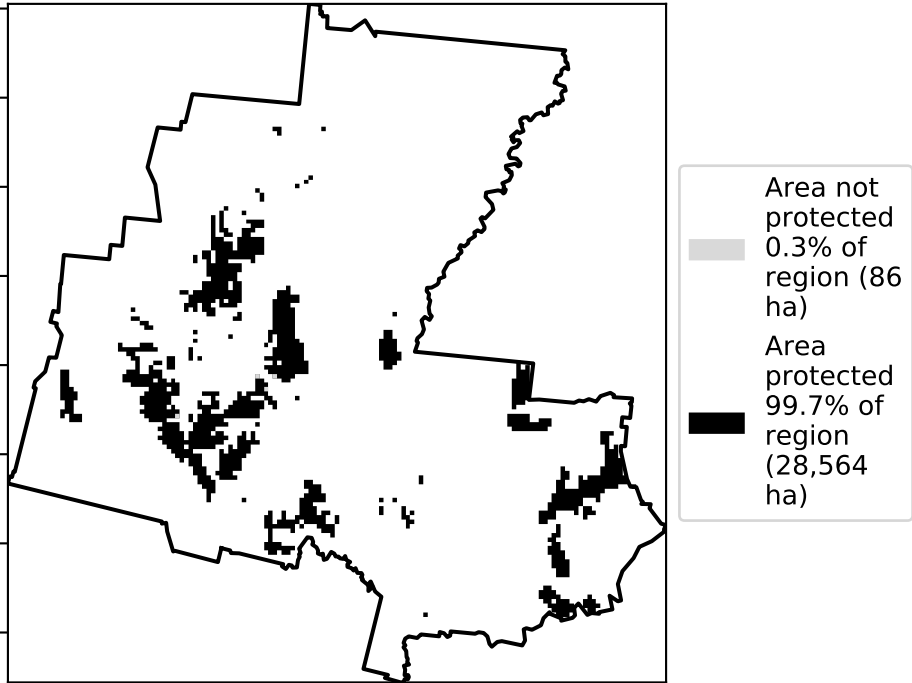 Area not
protected
0.3% of
region (86
ha)
Area
protected
99.7% of
region
(28,564
ha)